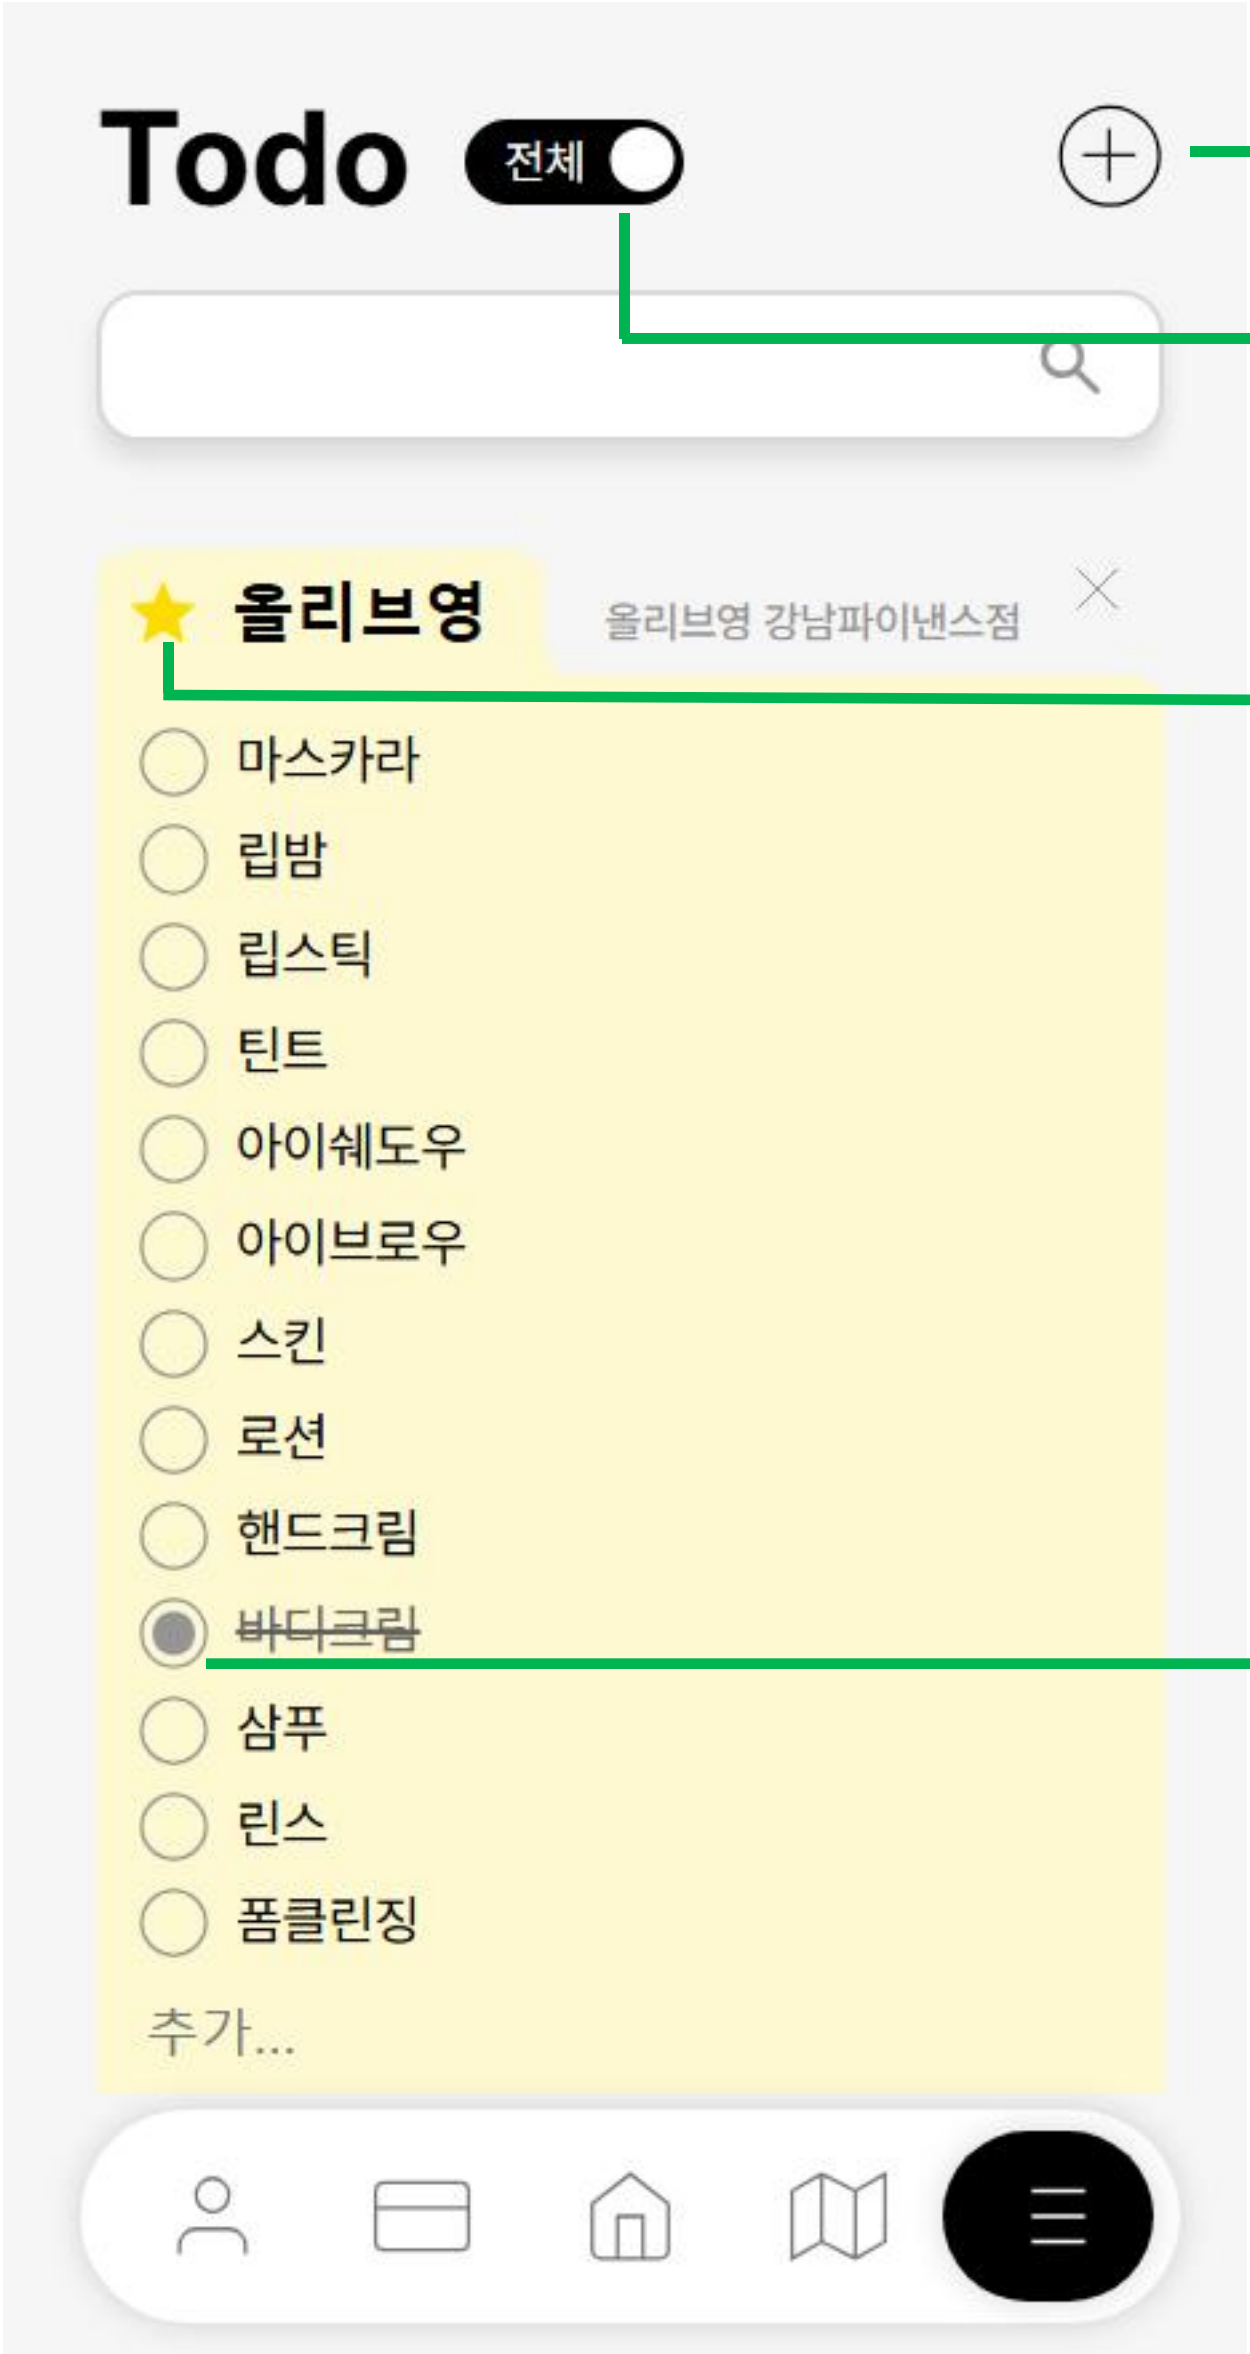 Todo 전체
올리브영 올리브영 강남파이낸스점
마스카라
립밤
립스틱
틴트
아이쉐도우
아이브로우
스킨
로션
핸드크림
바디크림
삼푸
린스
폼클린징
추가...